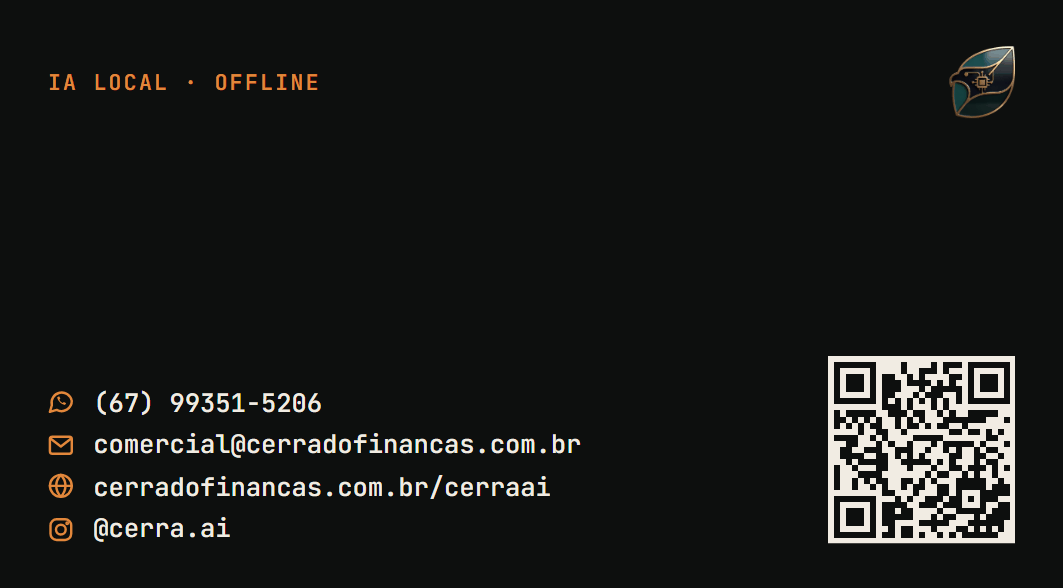 IA LOCAL · OFFLINE
(67) 99351-5206
comercial@cerradofinancas.com.br
cerradofinancas.com.br/cerraai
@cerra.ai